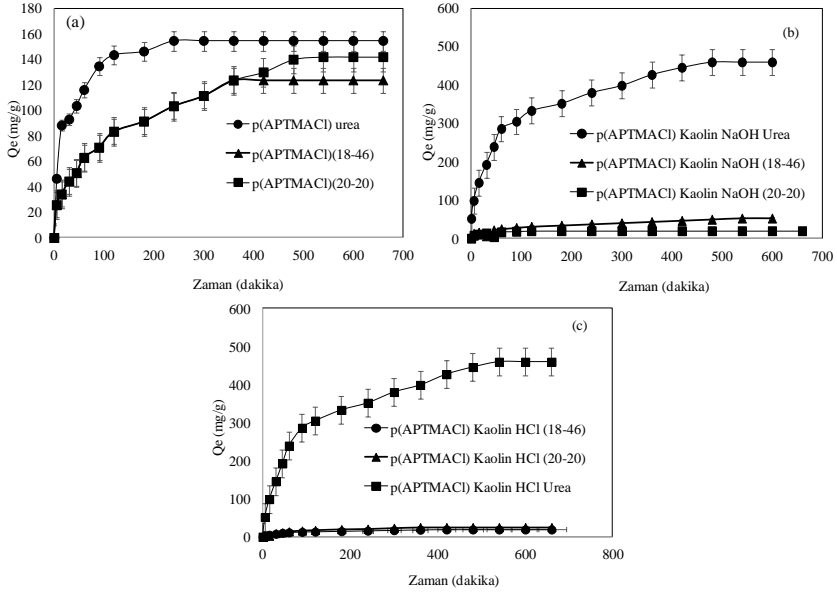 (a)
160
140
120
100
80
60
40
20
0
Qe (mg/g)
p(APTMACl) urea
p(APTMACl)(18-46)
p(APTMACl)(20-20)
0 100 200 300 400 500 600 700
Zaman (dakika)
(b)
600
500
400
300
200
100
0
Qe (mg/g)
p(APTMACl) Kaolin NaOH Urea
p(APTMACl) Kaolin NaOH (18-46)
p(APTMACl) Kaolin NaOH (20-20)
0 100 200 300 400 500 600 700
Zaman (dakika)
(c)
600
500
400
300
200
100
0
Qe (mg/g)
p(APTMACl) Kaolin HCl (18-46)
p(APTMACl) Kaolin HCl (20-20)
p(APTMACl) Kaolin HCl Urea
0 200 400 600 800
Zaman (dakika)